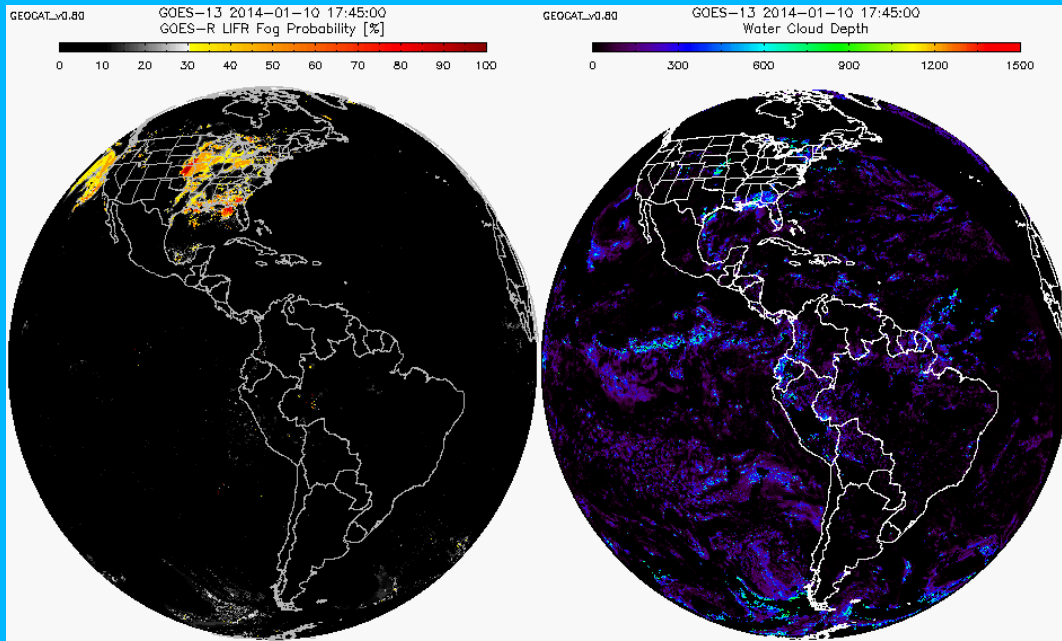 GEOCAT_v0.80
GOES-13 2014-01-10 17:45:00
GOES-R LIFR Fog Probability [%]
0 10 20 30 40 50 60 70 80 90 100
GEOCAT_v0.80
GOES-13 2014-01-10 17:45:00
Water Cloud Depth
0 300 600 900 1200 1500